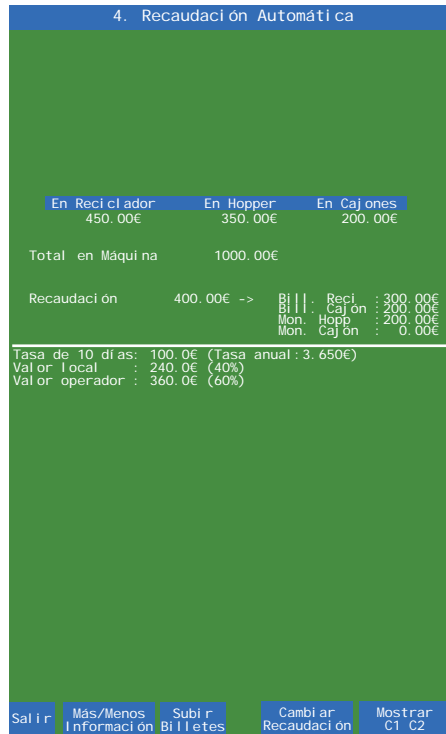 4. Recaudación Automática
En Reciclador En Hopper En Cajones
450.00€ 350.00€ 200.00€
Total en Máquina 1000.00€
Recaudación 400.00€ -> Bill. Reci :300.00€
Bill. Cajón :200.00€
Mon. Hopp :200.00€
Mon. Cajón : 0.00€
Tasa de 10 días: 100.0€ (Tasa anual:3.650€)
Valor local : 240.0€ (40%)
Valor operador : 360.0€ (60%)
Salir Más/Menos Información Subir Billetes Cambiar Recaudación Mostrar C1 C2